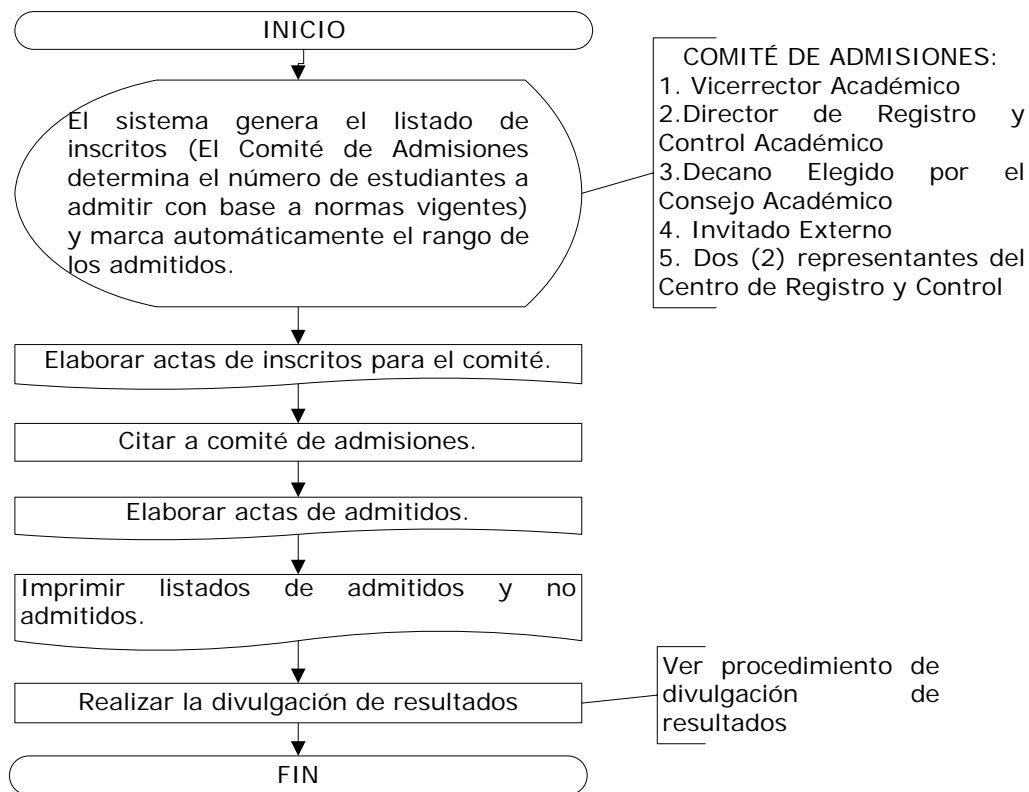 INICIO
El sistema genera el listado de
inscritos (El Comité de Admisiones
determina el número de estudiantes a
admitir con base a normas vigentes)
y marca automáticamente el rango de
los admitidos.
COMITÉ DE ADMISIONES:
1. Vicerrector Académico
2.Director de Registro y
Control Académico
3.Decano Elegido por el
Consejo Académico
4. Invitado Externo
5. Dos (2) representantes del
Centro de Registro y Control
Elaborar actas de inscritos para el comité.
Citar a comité de admisiones.
Elaborar actas de admitidos.
Imprimir listados de admitidos y no
admitidos.
Realizar la divulgación de resultados
Ver procedimiento de
divulgación de
resultados
FIN